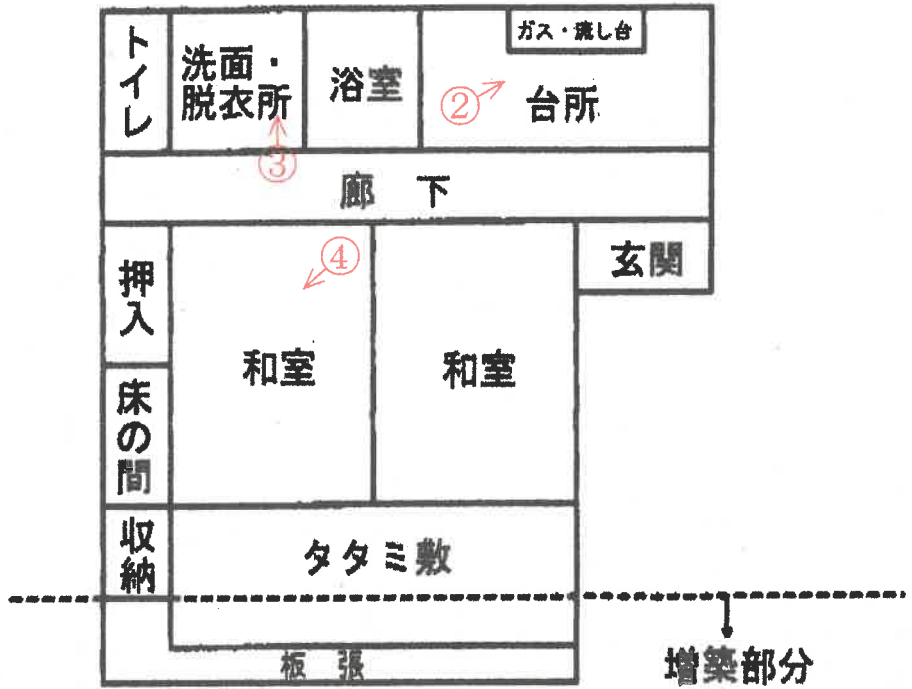 トイレ
洗面・
脱衣所
浴室
ガス・流し台
②
台所
③
廊 下
④
玄関
押入
和室
和室
床の間
収納
タタミ敷
板 張
増築部分